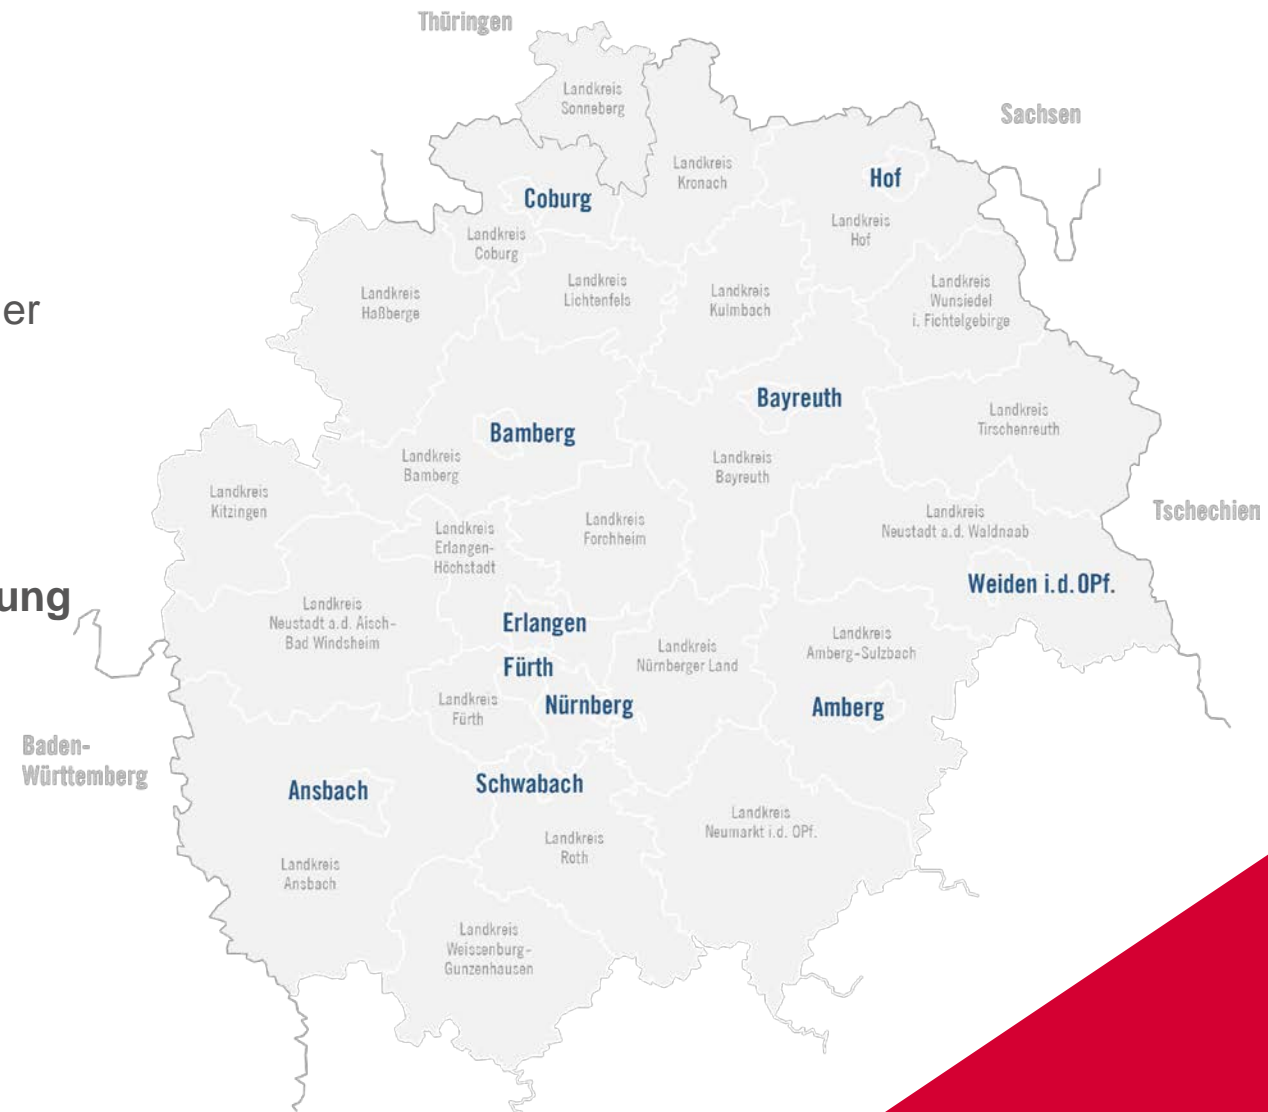 Thüringen
Landkreis
Sonneberg
Sachsen
Landkreis
Kronach
Hof
Coburg
Landkreis
Hof
Landkreis
Coburg
Landkreis
Lichtenfels
Landkreis
Kulmbach
Landkreis
Wunsiedel
i. Fichtelgebirge
Landkreis
Haßberge
er
Bayreuth
Landkreis
Tirschenreuth
Bamberg
Landkreis
Bamberg
Landkreis
Bayreuth
Landkreis
Kitzingen
Landkreis
Erlangen-
Höchstadt
Landkreis
Forchheim
Landkreis
Neustadt a.d. Waldnaab
Tschechien
Weiden i.d.OPf.
ung
Landkreis
Neustadt a.d. Aisch-
Bad Windsheim
Erlangen
Landkreis
Nürnberger Land
Landkreis
Amberg-Sulzbach
Fürth
Landkreis
Fürth
Nürnberg
Amberg
Baden-
Württemberg
Ansbach
Schwabach
Landkreis
Neumarkt i.d. OPf.
Landkreis
Roth
Landkreis
Ansbach
Landkreis
Weissenburg-
Gunzenhausen